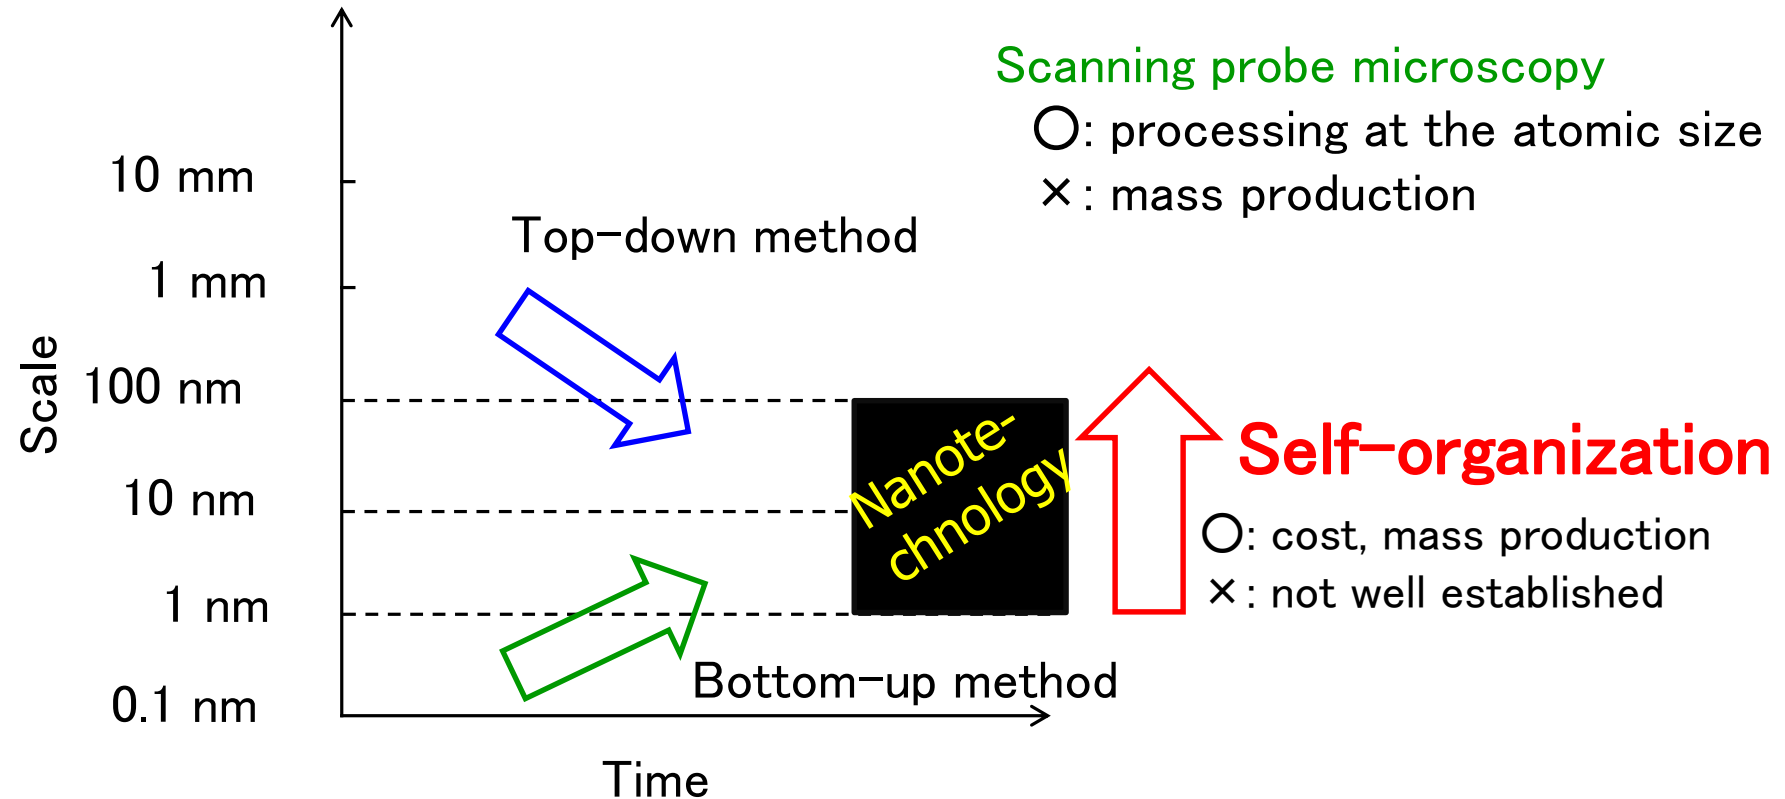 Scanning probe microscopy
○: processing at the atomic size
×: mass production
10 mm
Top-down method
1 mm
Scale
100 nm
Nanote-
chnology
Self-organization
10 nm
○: cost, mass production
×: not well established
1 nm
Bottom-up method
0.1 nm
Time